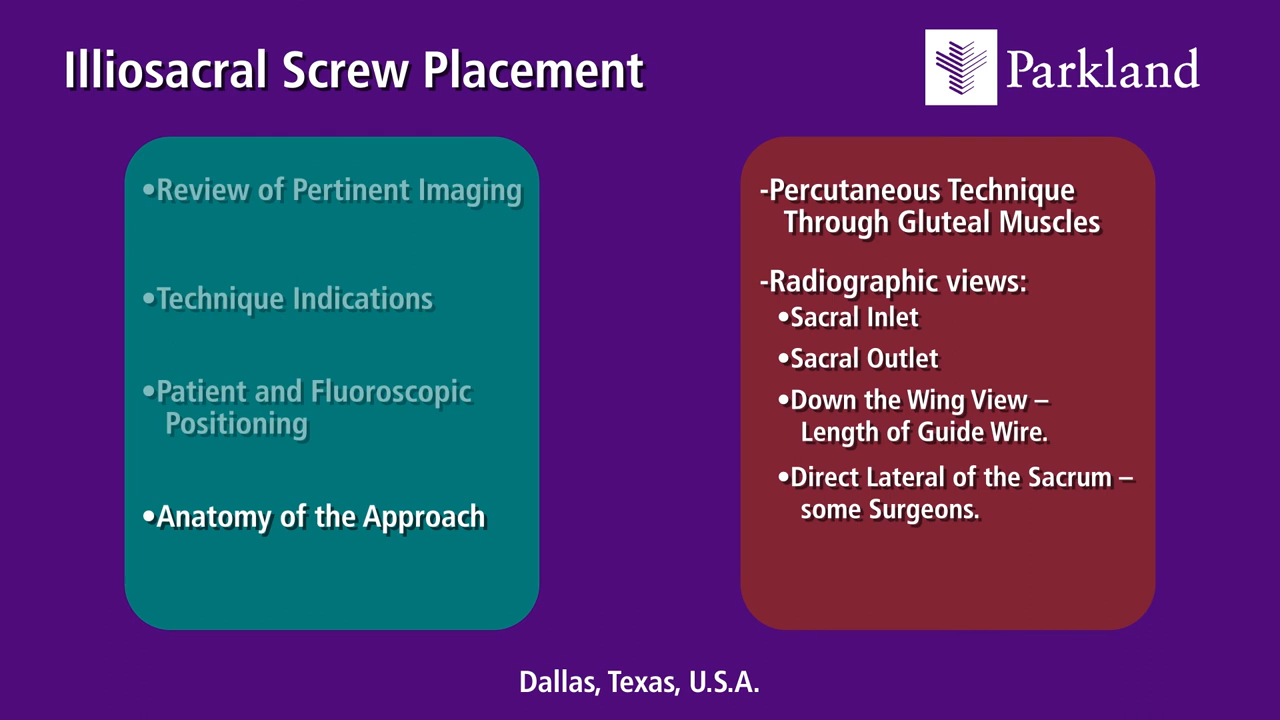 Illiosacral Screw Placement
Parkland
•Review of Pertinent Imaging
•Technique Indications
•Patient and Fluoroscopic
Positioning
•Anatomy of the Approach
-Percutaneous Technique
Through Gluteal Muscles
-Radiographic views:
•Sacral Inlet
•Sacral Outlet
•Down the Wing View –
Length of Guide Wire.
•Direct Lateral of the Sacrum –
some Surgeons.
Dallas, Texas, U.S.A.